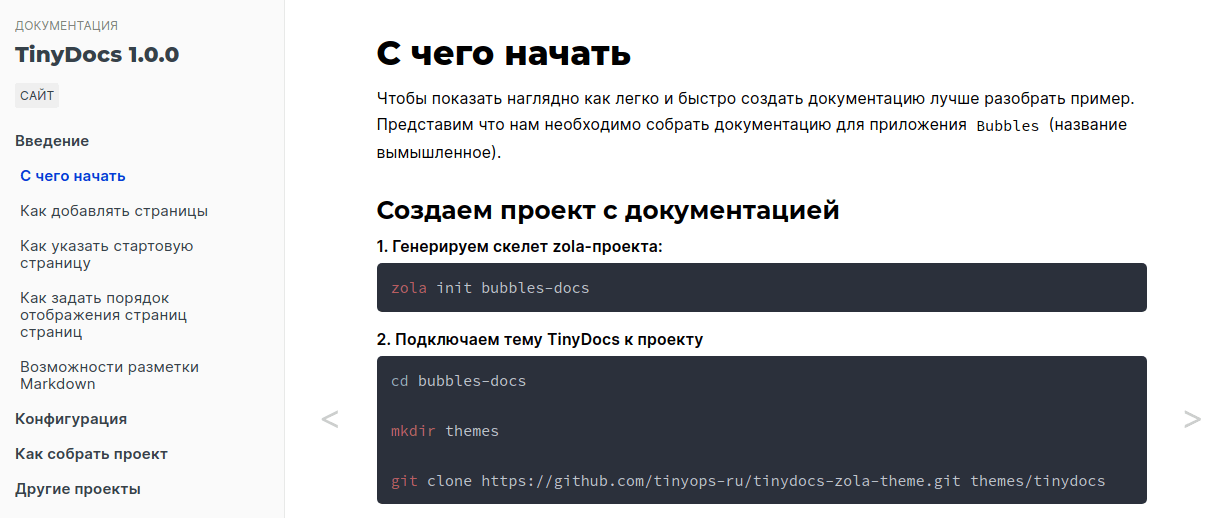 ДОКУМЕНТАЦИЯ
TinyDocs 1.0.0
САЙТ
Введение
С чего начать
Как добавлять страницы
Как указать стартовую
страницу
Как задать порядок
отображения страниц
страниц
Возможности разметки
Markdown
Конфигурация
Как собрать проект
Другие проекты
С чего начать
Чтобы показать наглядно как легко и быстро создать документацию лучше разобрать пример.
Представим что нам необходимо собрать документацию для приложения Bubbles (название
вымышленное).
Создаем проект с документацией
1. Генерируем скелет zola-проекта:
zola init bubbles-docs
2. Подключаем тему TinyDocs к проекту
cd bubbles-docs
mkdir themes
git clone https://github.com/tinyops-ru/tinydocs-zola-theme.git themes/tinydocs
<
>